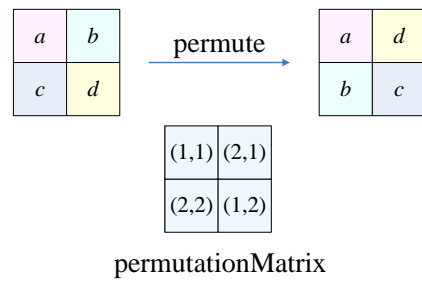 a b
permute
a d
c d
b c
(1,1) (2,1)
(2,2) (1,2)
permutationMatrix